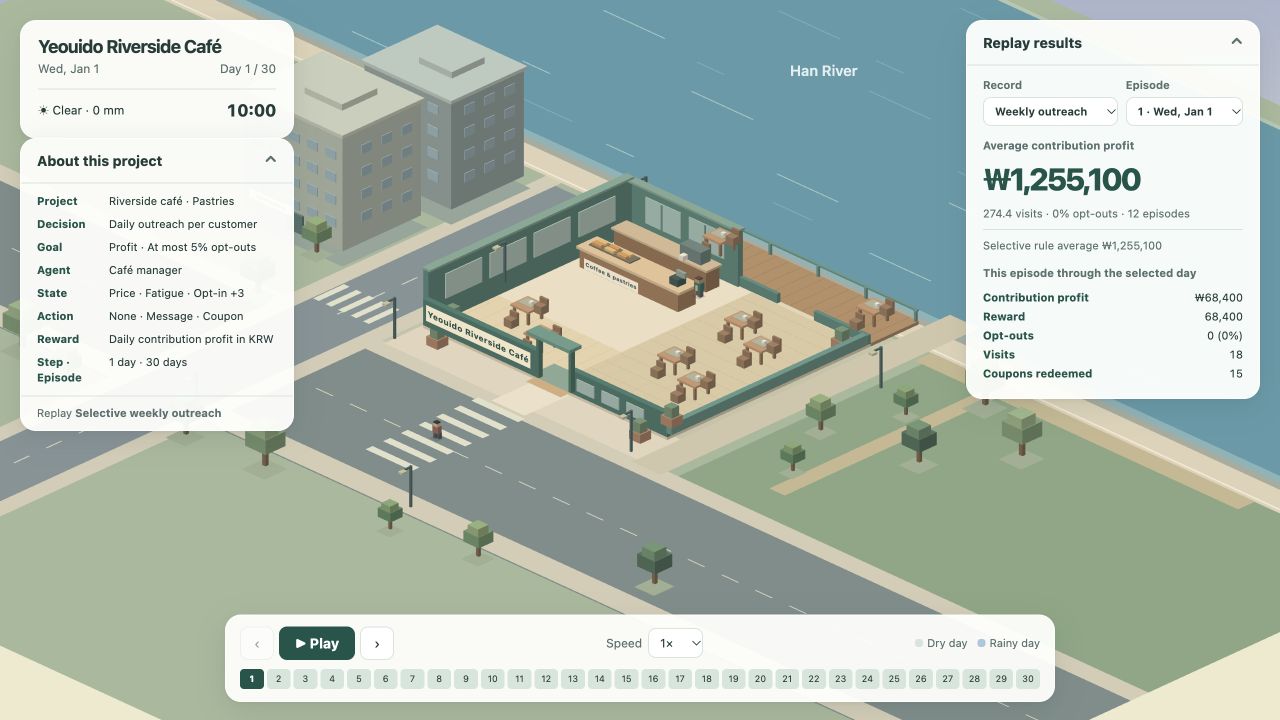 Yeouido Riverside Café
Wed, Jan 1
Day 1 / 30
☀ Clear · 0 mm
10:00
About this project
Project
Riverside café · Pastries
Decision
Daily outreach per customer
Goal
Profit · At most 5% opt-outs
Agent
Café manager
State
Price · Fatigue · Opt-in +3
Action
None · Message · Coupon
Reward
Daily contribution profit in KRW
Step · Episode
1 day · 30 days
Replay Selective weekly outreach
Han River
Coffee & pastries
Yeouido Riverside Café
Replay results
Record
Episode
Weekly outreach
1 · Wed, Jan 1
Average contribution profit
₩1,255,100
274.4 visits · 0% opt-outs · 12 episodes
Selective rule average ₩1,255,100
This episode through the selected day
Contribution profit
₩68,400
Reward
68,400
Opt-outs
0 (0%)
Visits
18
Coupons redeemed
15
‹
▶ Play
›
Speed
1×
Dry day
Rainy day
1 2 3 4 5 6 7 8 9 10 11 12 13 14 15 16 17 18 19 20 21 22 23 24 25 26 27 28 29 30